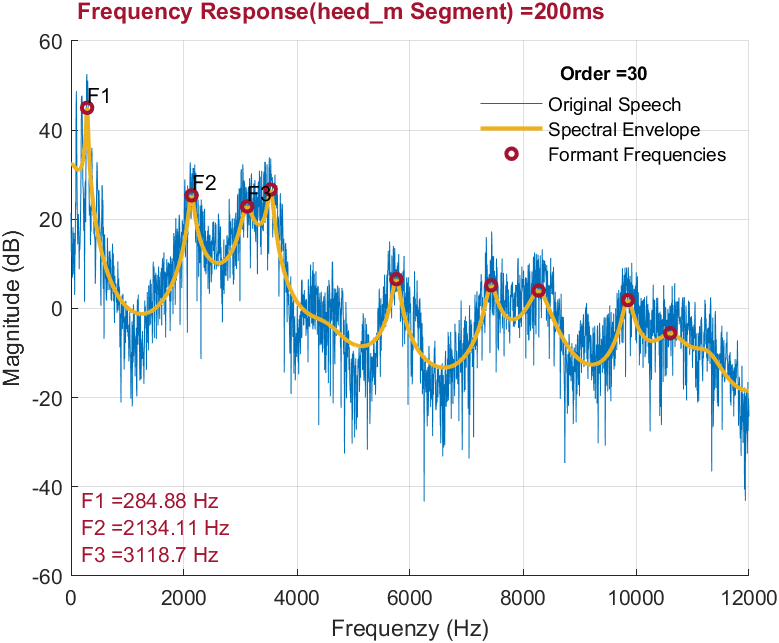 Frequency Response(heed_m Segment) =200ms
60
40
20
0
-20
-40
-60
Magnitude (dB)
Order =30
Original Speech
Spectral Envelope
Formant Frequencies
F1
F2
F3
F1 =284.88 Hz
F2 =2134.11 Hz
F3 =3118.7 Hz
0 2000 4000 6000 8000 10000 12000
Frequenzy (Hz)